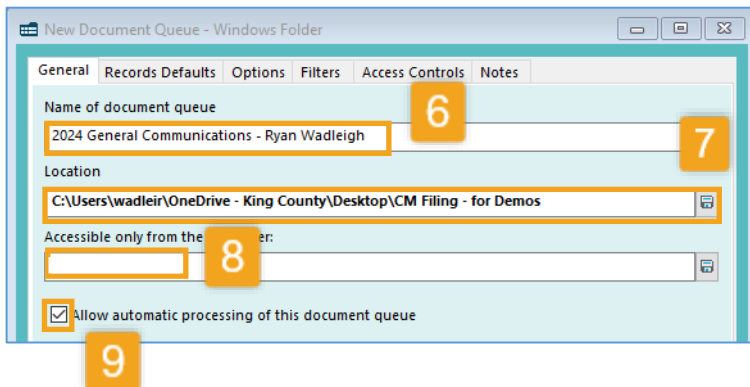 New Document Queue - Windows Folder
General Records Defaults Options Filters Access Controls Notes
Name of document queue
6
2024 General Communications - Ryan Wadleigh
7
Location
C:\Users\wadleir\OneDrive - King County\Desktop\CM Filing - for Demos
Accessible only from the er:
8
Allow automatic processing of this document queue
9